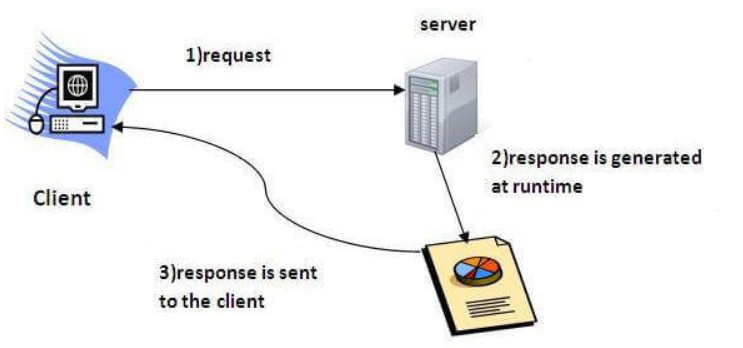 server
1)request
2)response is generated
at runtime
Client
3)response is sent
to the client